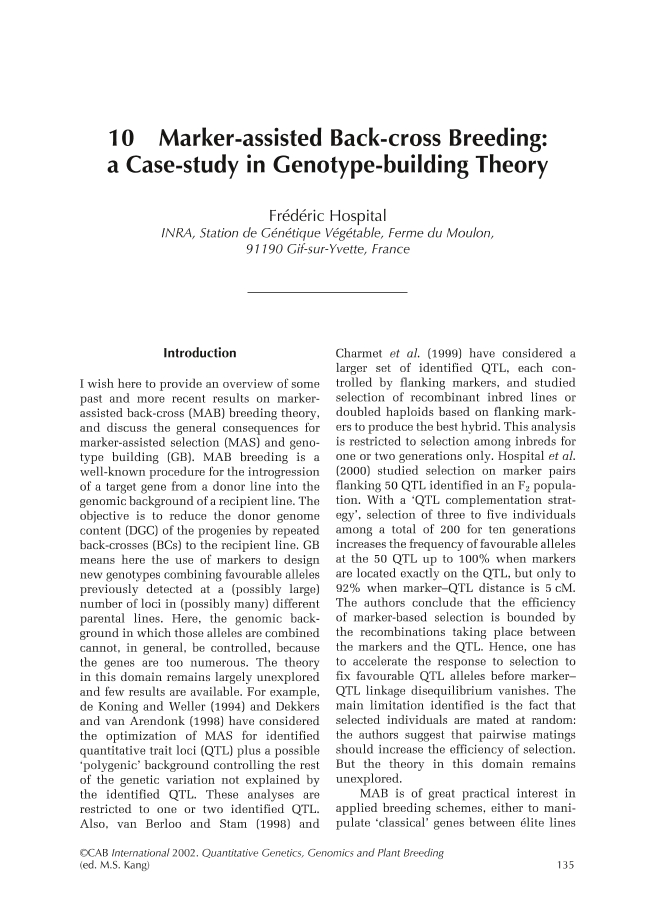 10 Marker-assisted Back-cross Breeding:
a Case-study in Genotype-building Theory
Frédéric Hospital
INRA, Station de Génétique Végétable, Ferme du Moulon,
91190 Gif-sur-Yvette, France
Introduction
I wish here to provide an overview of some
past and more recent results on marker-
assisted back-cross (MAB) breeding theory,
and discuss the general consequences for
marker-assisted selection (MAS) and geno-
type building (GB). MAB breeding is a
well-known procedure for the introgression
of a target gene from a donor line into the
genomic background of a recipient line. The
objective is to reduce the donor genome
content (DGC) of the progenies by repeated
back-crosses (BCs) to the recipient line. GB
means here the use of markers to design
new genotypes combining favourable alleles
previously detected at a (possibly large)
number of loci in (possibly many) different
parental lines. Here, the genomic back-
ground in which those alleles are combined
cannot, in general, be controlled, because
the genes are too numerous. The theory
in this domain remains largely unexplored
and few results are available. For example,
de Koning and Weller (1994) and Dekkers
and van Arendonk (1998) have considered
the optimization of MAS for identified
quantitative trait loci (QTL) plus a possible
‘polygenic’ background controlling the rest
of the genetic variation not explained by
the identified QTL. These analyses are
restricted to one or two identified QTL.
Also, van Berloo and Stam (1998) and
Charmet et al. (1999) have considered a
larger set of identified QTL, each con-
trolled by flanking markers, and studied
selection of recombinant inbred lines or
doubled haploids based on flanking mark-
ers to produce the best hybrid. This analysis
is restricted to selection among inbreds for
one or two generations only. Hospital et al.
(2000) studied selection on marker pairs
flanking 50 QTL identified in an F2 popula-
tion. With a ‘QTL complementation strat-
egy’, selection of three to five individuals
among a total of 200 for ten generations
increases the frequency of favourable alleles
at the 50 QTL up to 100% when markers
are located exactly on the QTL, but only to
92% when marker–QTL distance is 5 cM.
The authors conclude that the efficiency
of marker-based selection is bounded by
the recombinations taking place between
the markers and the QTL. Hence, one has
to accelerate the response to selection to
fix favourable QTL alleles before marker–
QTL linkage disequilibrium vanishes. The
main limitation identified is the fact that
selected individuals are mated at random:
the authors suggest that pairwise matings
should increase the efficiency of selection.
But the theory in this domain remains
unexplored.
MAB is of great practical interest in
applied breeding schemes, either to mani-
pulate ‘classical’ genes between élite lines
©CAB International 2002. Quantitative Genetics, Genomics and Plant Breeding
(ed. M.S. Kang) 135